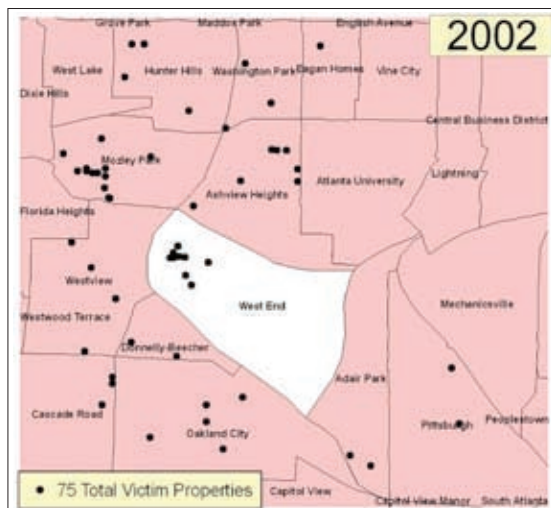 Grove Park
Maddox Park
English Avenue
2002
West Lake
Hunter Hills
Washington Park
Eagan Homes
Vine City
Dixie Hills
Central Business District
Mozley Park
Lightning
Ashview Heights
Atlanta University
Florida Heights
Westview
West End
Mechanicsville
Westwood Terrace
Donnelly-Beecher
Adair Park
Cascade Road
Oakland City
Pittsburgh
Peoplestown
75 Total Victim Properties
Capitol View
Capitol View Manor
South Atlanta